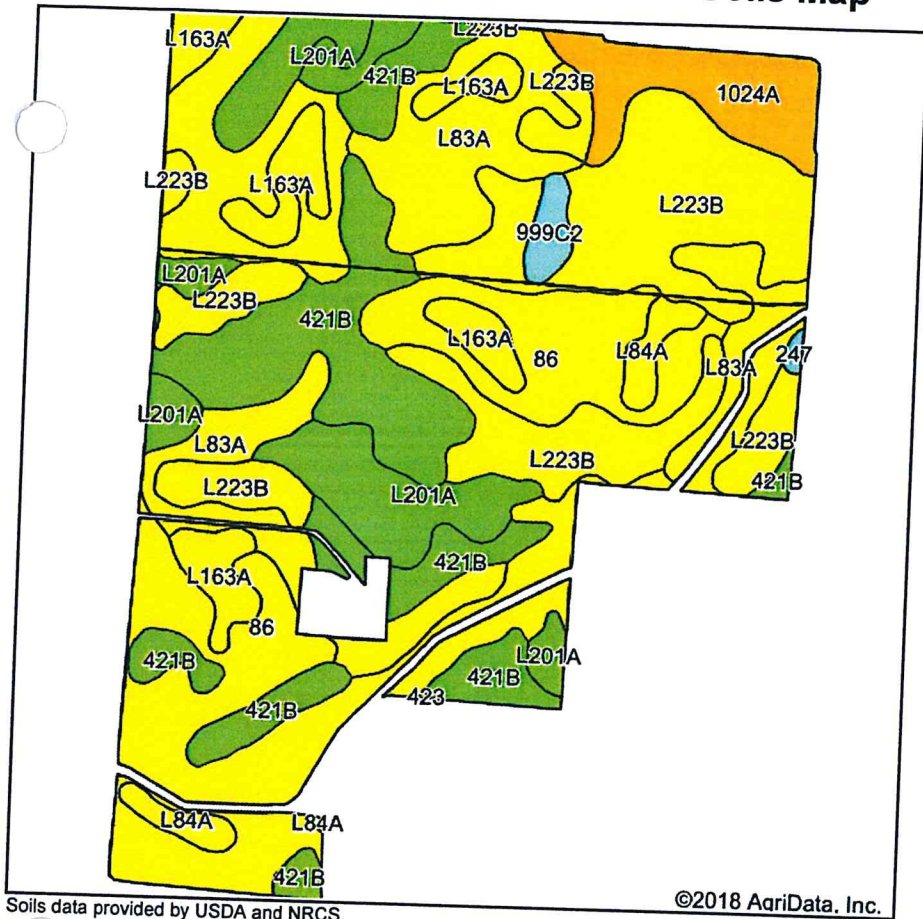 Soils Map
L163A
L201A
421B
L223B
L163A
L223B
1024A
L83A
L223B
L163A
L223B
999C2
L201A
L223B
421B
L163A
86
L84A
L83A
247
L201A
L83A
L223B
L223B
L223B
421B
L201A
421B
L163A
86
421B
L201A
421B
423
421B
L84A
L84A
421B
Soils data provided by USDA and NRCS
©2018 AgriData, Inc.